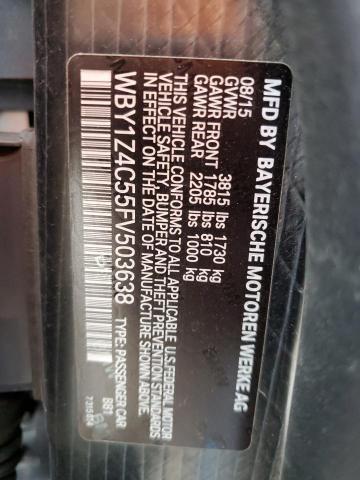 MFD BY BAYERISCHE MOTOREN WERKE AG
08/15
GVWR 3815 lbs 1730 kg
GAWR FRONT 1785 lbs 810 kg
GAWR REAR 2205 lbs 1000 kg
THIS VEHICLE CONFORMS TO ALL APPLICABLE U.S.FEDERAL MOTOR
VEHICLE SAFETY, BUMPER AND THEFT PREVENTION STANDARDS
IN EFFECT ON THE DATE OF MANUFACTURE SHOWN ABOVE.
WBY1Z4C55FV503638 TYPE: PASSENGER CAR
BB1